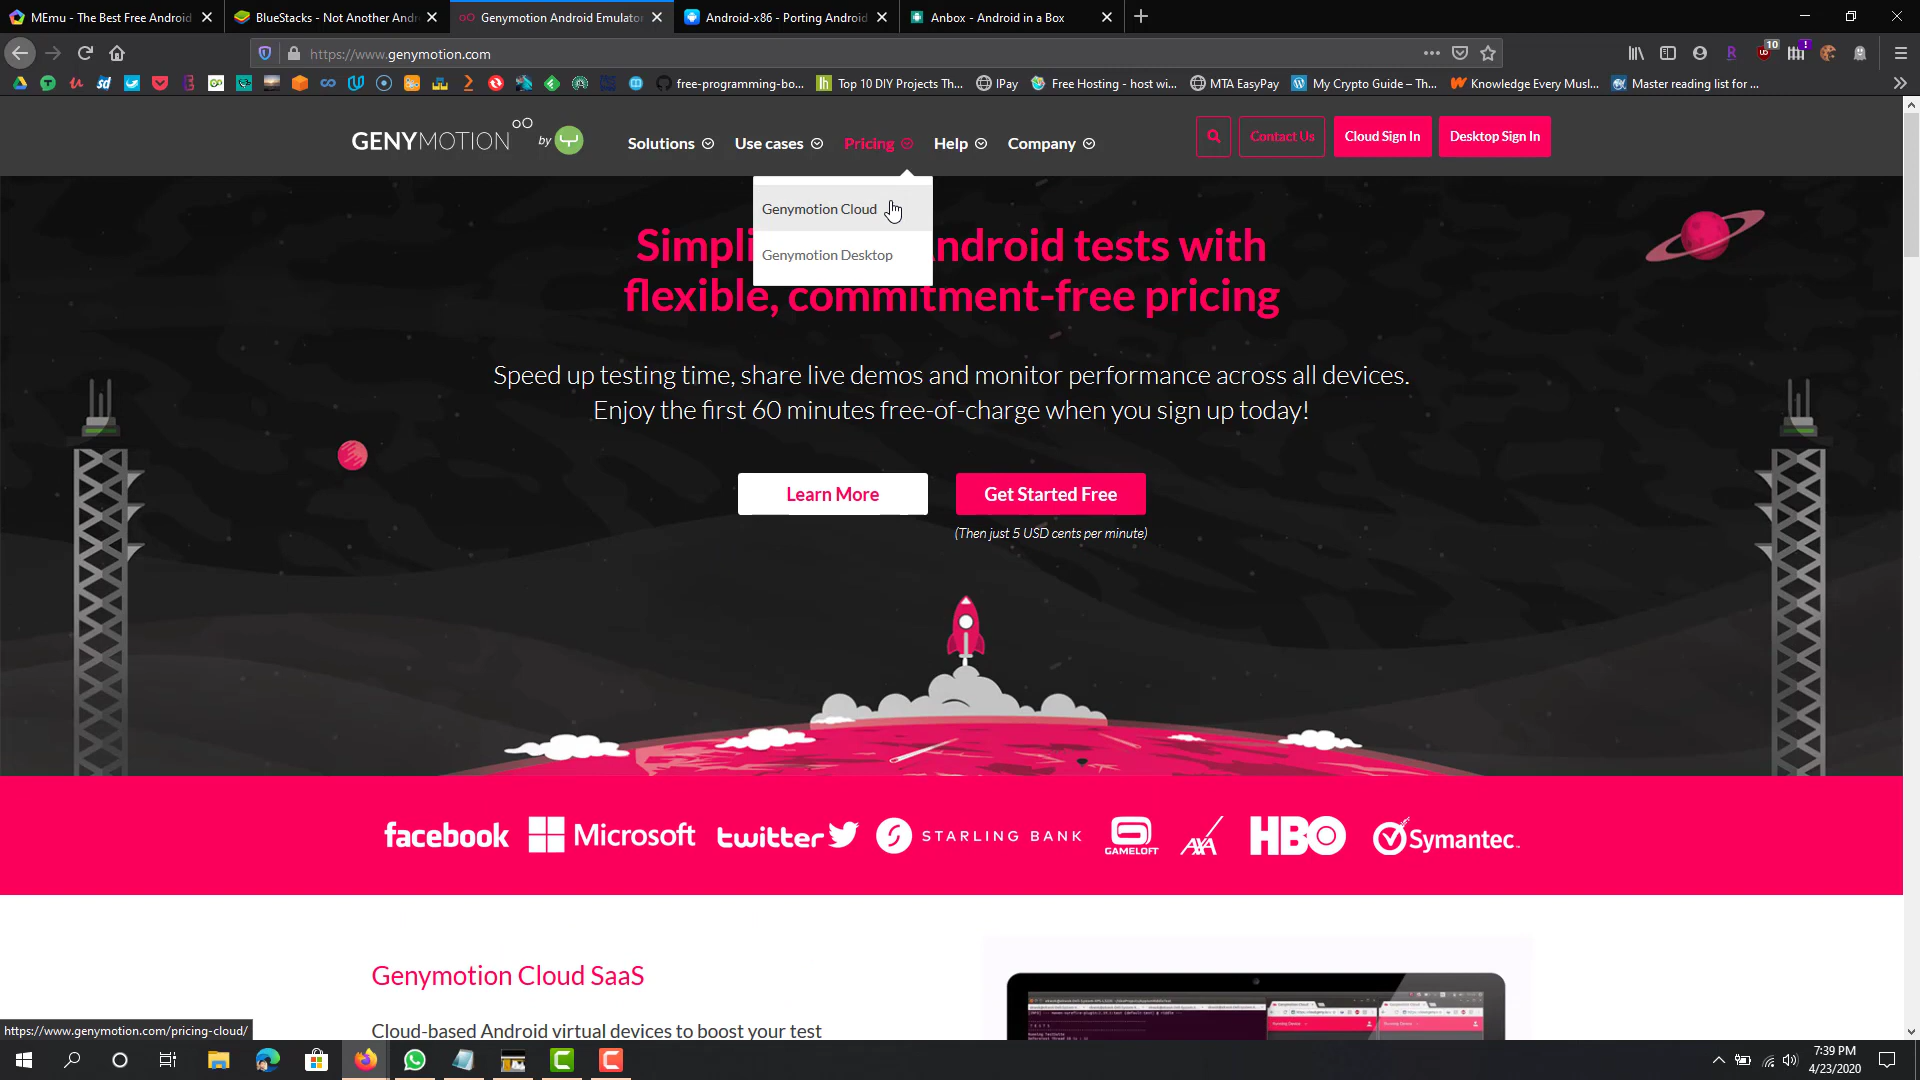 MEmu - The Best Free Android
BlueStacks - Not Another Andr
Genymotion Android Emulator
Android-x86 - Porting Android
Anbox - Android in a Box
https://www.genymotion.com
10
free-programming-bo...
Top 10 DIY Projects Th...
IPay
Free Hosting - host wi...
MTA EasyPay
My Crypto Guide – Th...
Knowledge Every Musl...
Master reading list for ...
GENYMOTION by
Solutions
Use cases
Pricing
Help
Company
Contact Us
Cloud Sign In
Desktop Sign In
Genymotion Cloud
Genymotion Desktop
Simpli ndroid tests with
flexible, commitment-free pricing
Speed up testing time, share live demos and monitor performance across all devices.
Enjoy the first 60 minutes free-of-charge when you sign up today!
Learn More
Get Started Free
(Then just 5 USD cents per minute)
facebook
Microsoft
twitter
STARLING BANK
GAMELOFT
AXA
HBO
Symantec.
Genymotion Cloud SaaS
Cloud-based Android virtual devices to boost your test
https://www.genymotion.com/pricing-cloud/
7:39 PM
4/23/2020